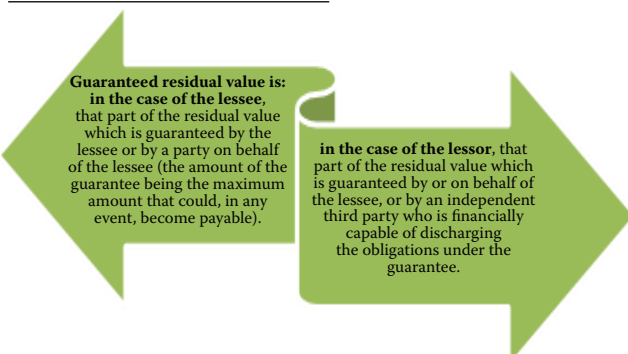 Guaranteed residual value is:
in the case of the lessee,
that part of the residual value
which is guaranteed by the
lessee or by a party on behalf
of the lessee (the amount of the
guarantee being the maximum
amount that could, in any
event, become payable).
in the case of the lessor, that
part of the residual value which
is guaranteed by or on behalf of
the lessee, or by an independent
third party who is financially
capable of discharging
the obligations under the
guarantee.